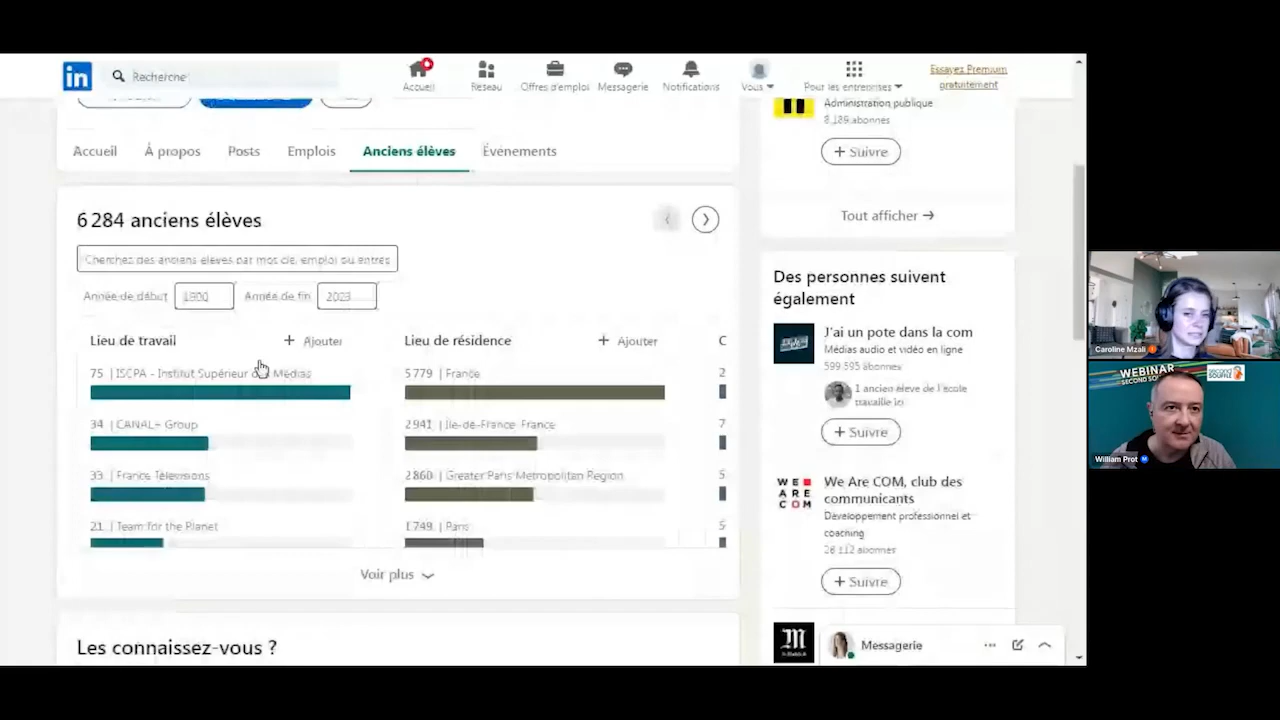 in
Recherche
Accueil
Réseau
Offres d'emploi
Messagerie
Notifications
Vous
Pour les entreprises
Essayez Premium
gratuitement
Accueil
À propos
Posts
Emplois
Anciens élèves
Événements
6 284 anciens élèves
Cherchez des anciens élèves par mot clé, emploi ou entrep
Année de début
1900
Année de fin
2023
Lieu de travail
+ Ajouter
75 | ISCPA - Institut Supérieur des Médias
34 | CANAL+ Group
33 | France Télévisions
21 | Team for the Planet
Lieu de résidence
+ Ajouter
5 779 | France
2 941 | Île-de-France, France
2 860 | Greater Paris Metropolitan Region
1 749 | Paris
Voir plus
Les connaissez-vous ?
Administration publique
8 189 abonnés
+ Suivre
Tout afficher →
Des personnes suivent
également
J'ai un pote dans la com
Médias audio et vidéo en ligne
599 595 abonnés
1 ancien élève de l'école
travaille ici
+ Suivre
WE
ARE
COM
We Are COM, club des
communicants
Développement professionnel et
coaching
26 112 abonnés
+ Suivre
M
Messagerie
Caroline Mzali
WEBINAR
SECOND SOUFFLE
William Prot